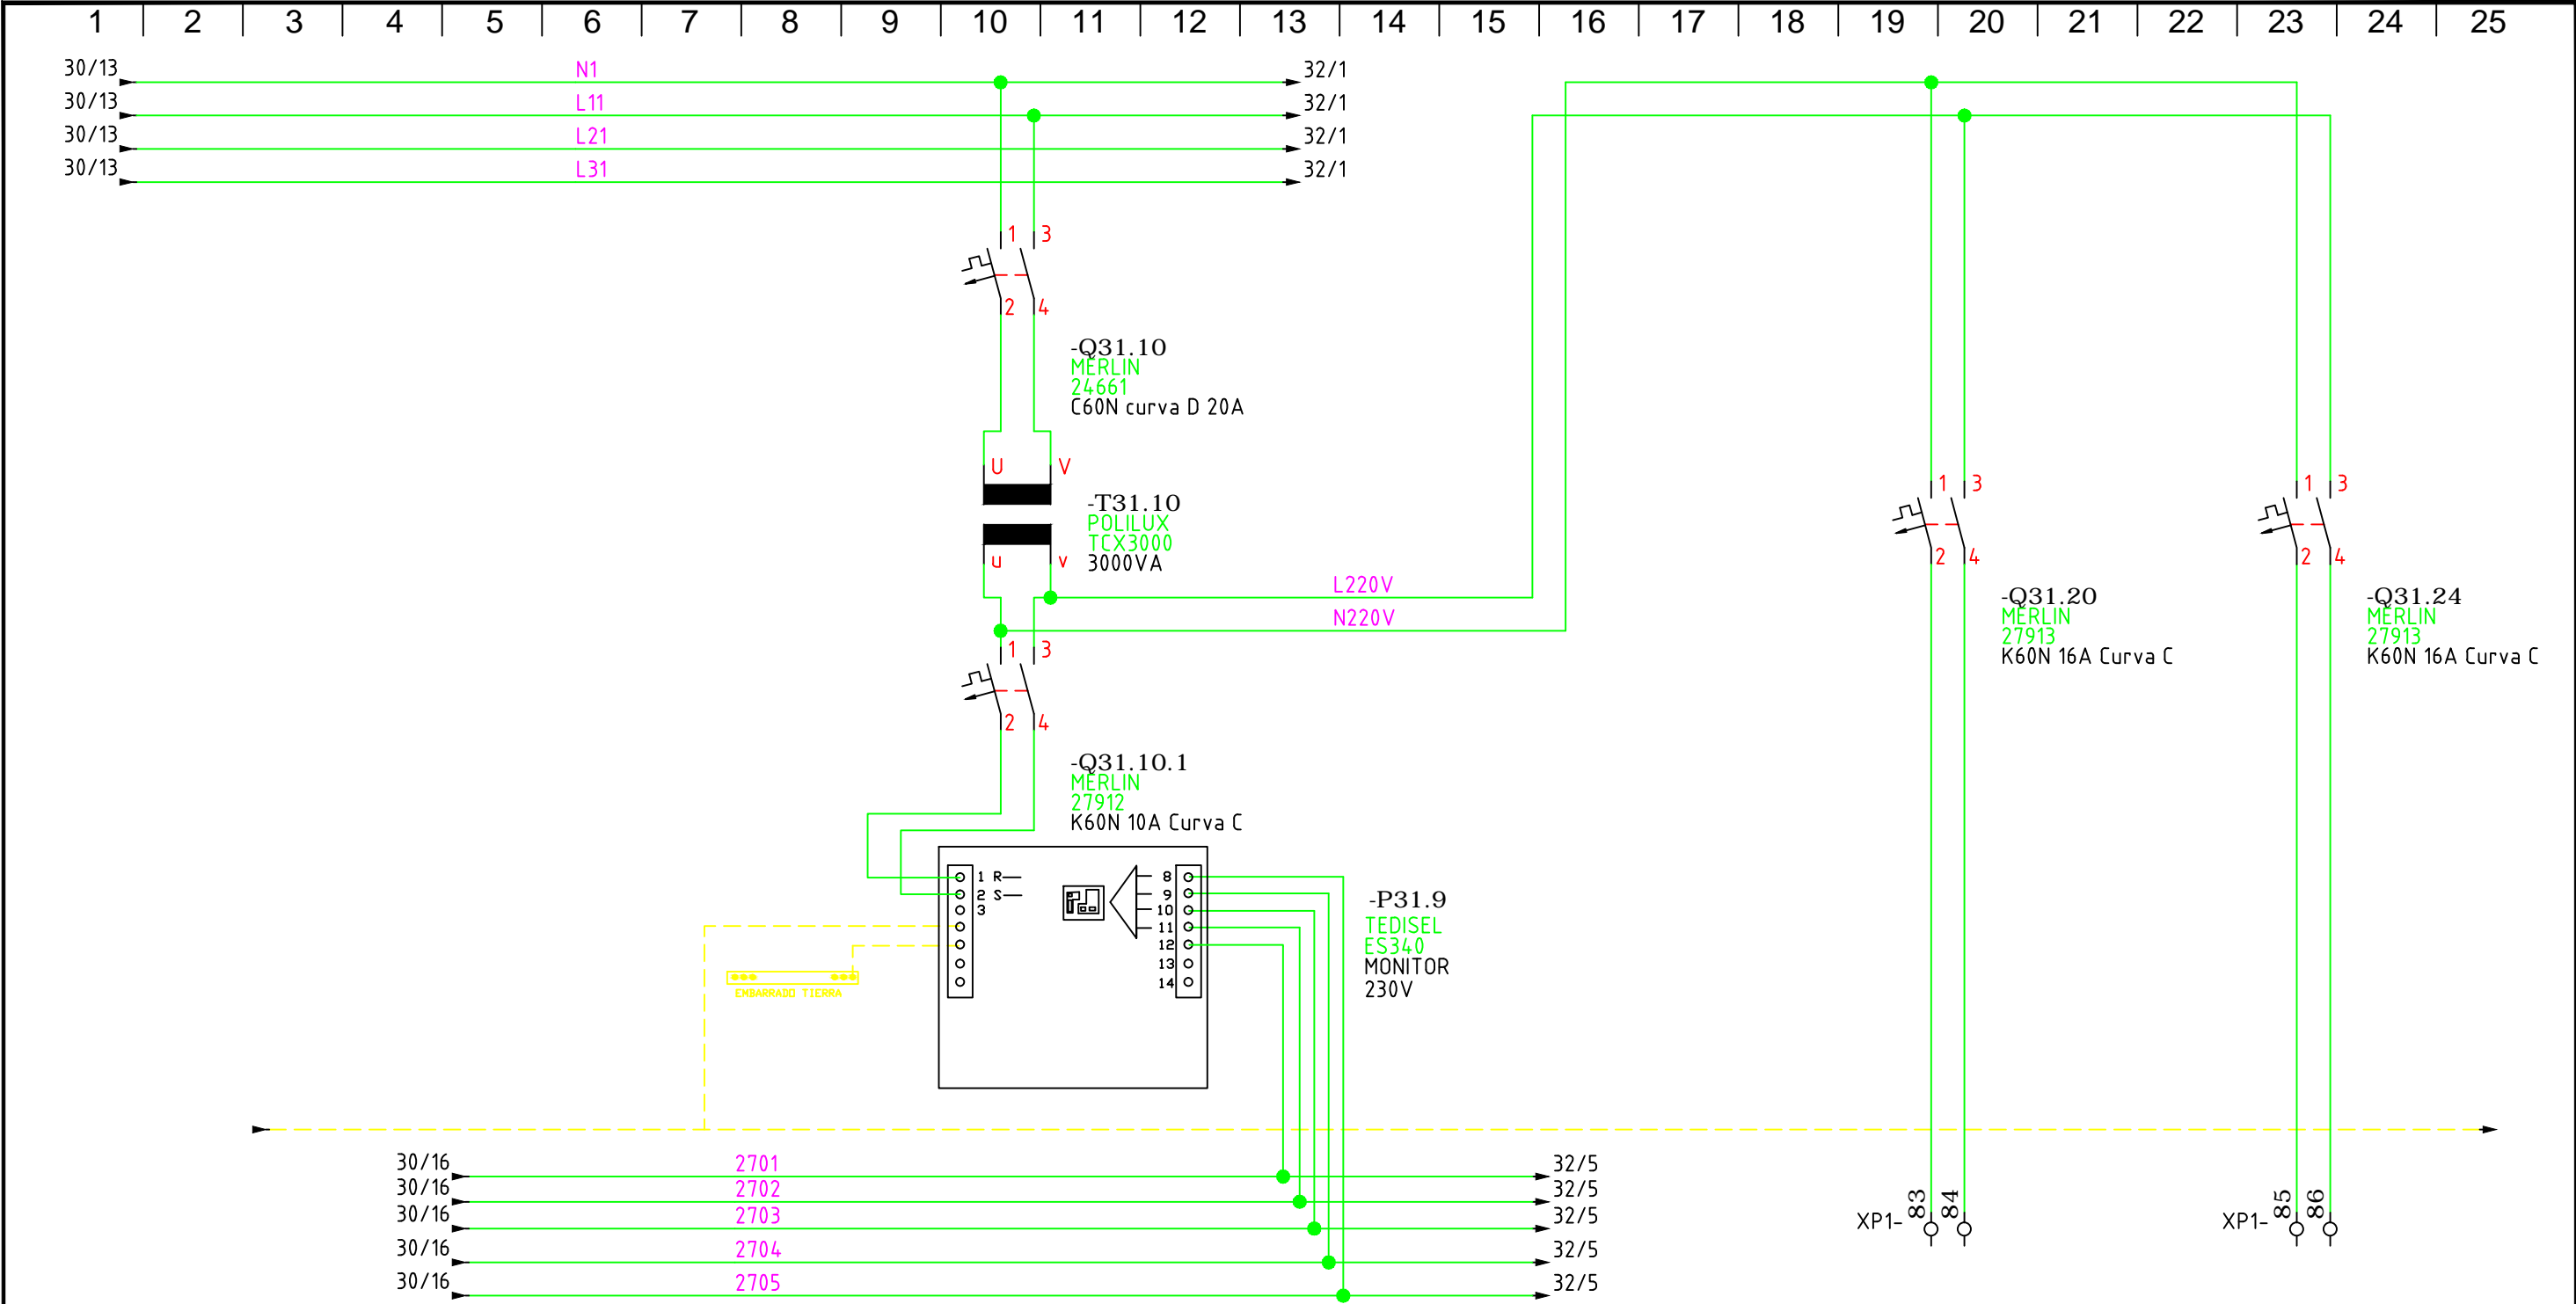 1 2 3 4 5 6 7 8 9 10 11 12 13 14 15 16 17 18 19 20 21 22 23 24 25
30/13 N1 32/1
30/13 L11 32/1
30/13 L21 32/1
30/13 L31 32/1
1 3
2 4
-Q31.10
MERLIN
24661
C60N curva D 20A
U V
-T31.10
POLILUX
TCX3000
3000VA
u v
L220V
N220V
1 3
2 4
-Q31.10.1
MERLIN
27912
K60N 10A Curva C
1 3
2 4
-Q31.20
MERLIN
27913
K60N 16A Curva C
1 3
2 4
-Q31.24
MERLIN
27913
K60N 16A Curva C
1 R 8
2 S 9
3 10
11
12
13
14
-P31.9
TEDISEL
ES340
MONITOR
230V
EMBARRADO TIERRA
30/16 2701 32/5
30/16 2702 32/5
30/16 2703 32/5
30/16 2704 32/5
30/16 2705 32/5
XP1- 83 84
XP1- 85 86